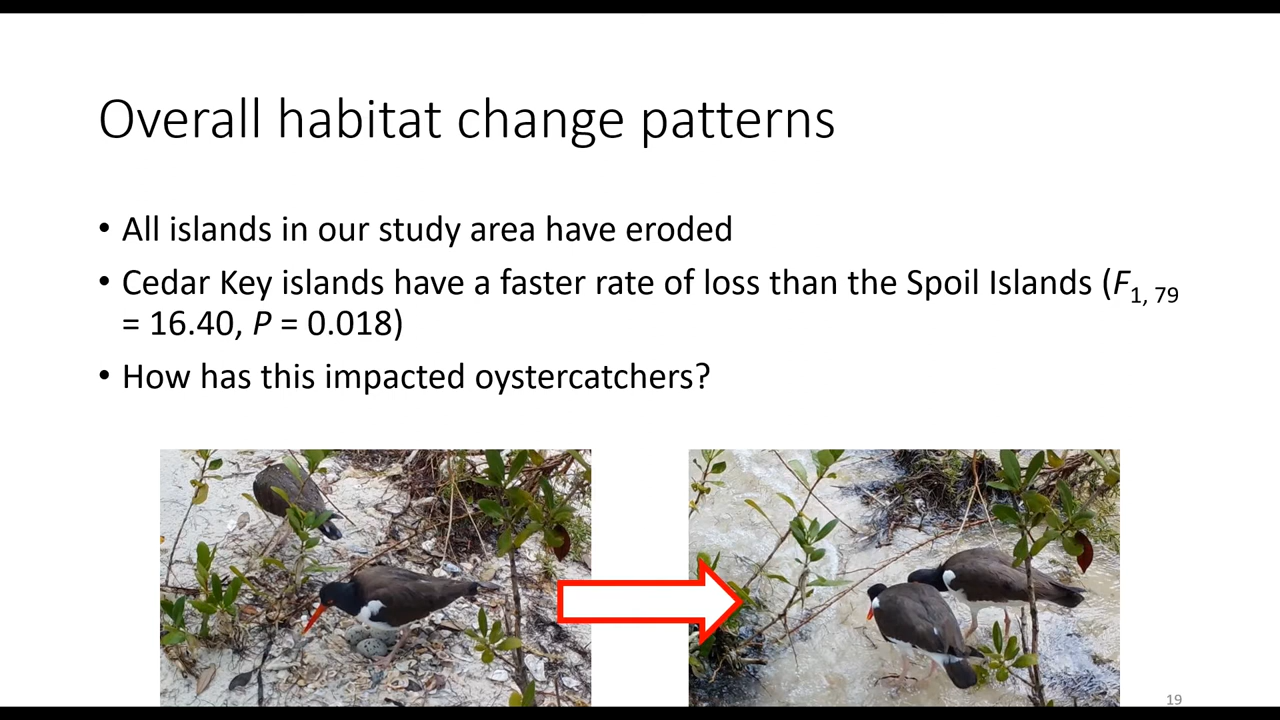 Overall habitat change patterns
• All islands in our study area have eroded
• Cedar Key islands have a faster rate of loss than the Spoil Islands (F1, 79
= 16.40, P = 0.018)
• How has this impacted oystercatchers?
19